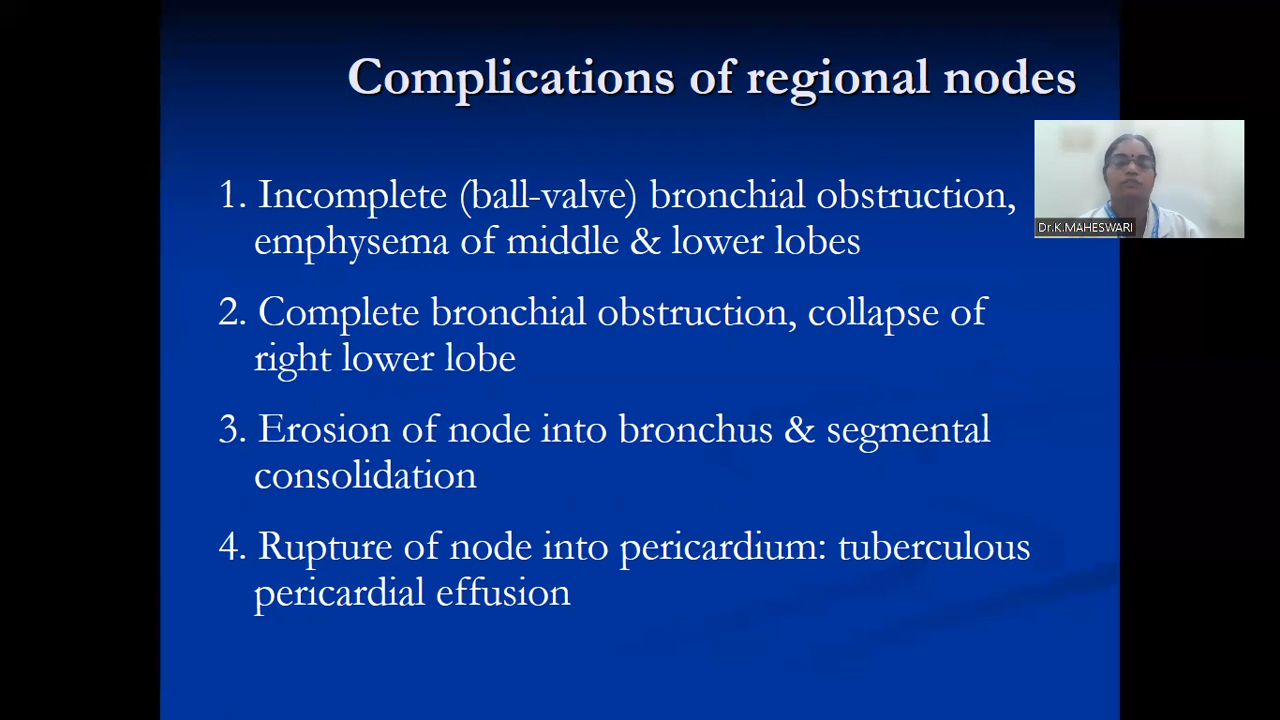 Complications of regional nodes
1. Incomplete (ball-valve) bronchial obstruction,
emphysema of middle & lower lobes
2. Complete bronchial obstruction, collapse of
right lower lobe
3. Erosion of node into bronchus & segmental
consolidation
4. Rupture of node into pericardium: tuberculous
pericardial effusion
Dr.K.MAHESWARI